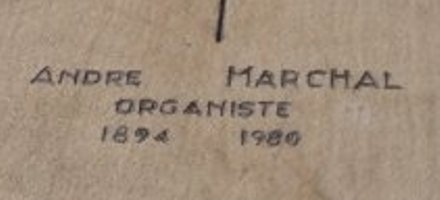 ANDRE MARCHAL
ORGANISTE
1894 1980